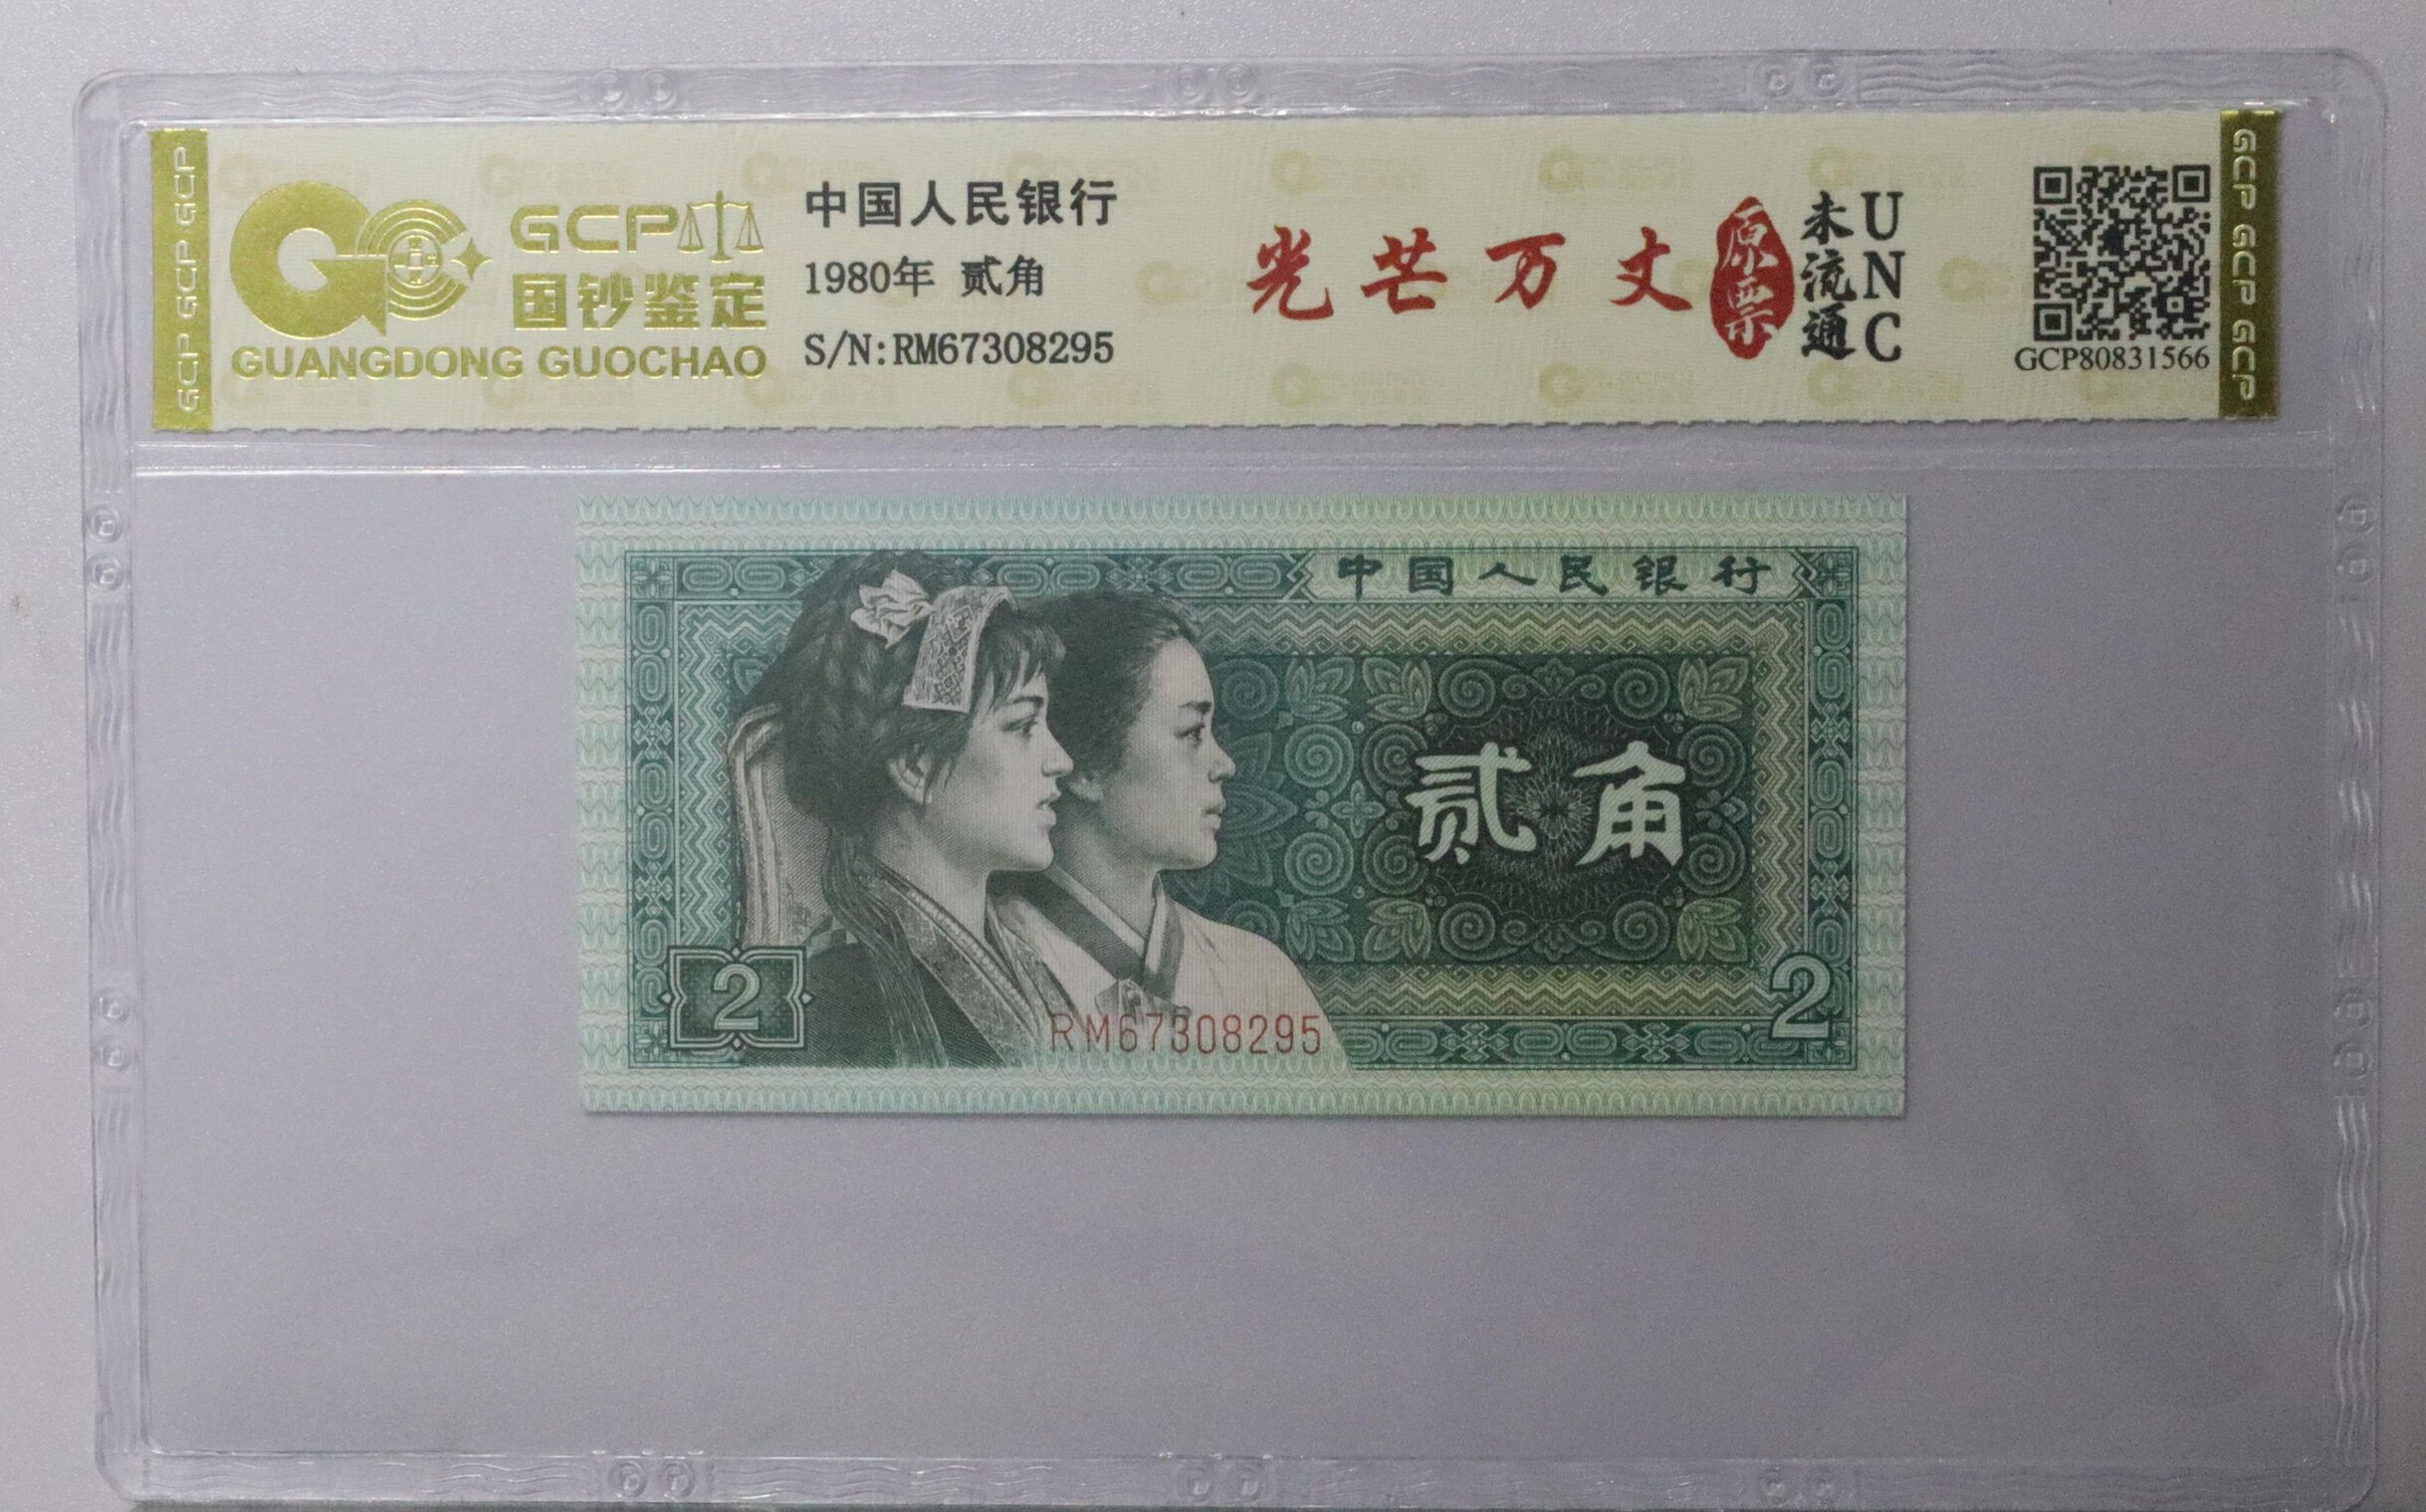 GCP GCP GCP
GCP
国钞鉴定
GUANGDONG GUOCHAO
中国人民银行
1980年 贰角
S/N:RM67308295
光芒万丈
原票
未流通
UNC
GCP80831566
GCP GCP GCP
中国人民银行
贰角
2
RM67308295
2